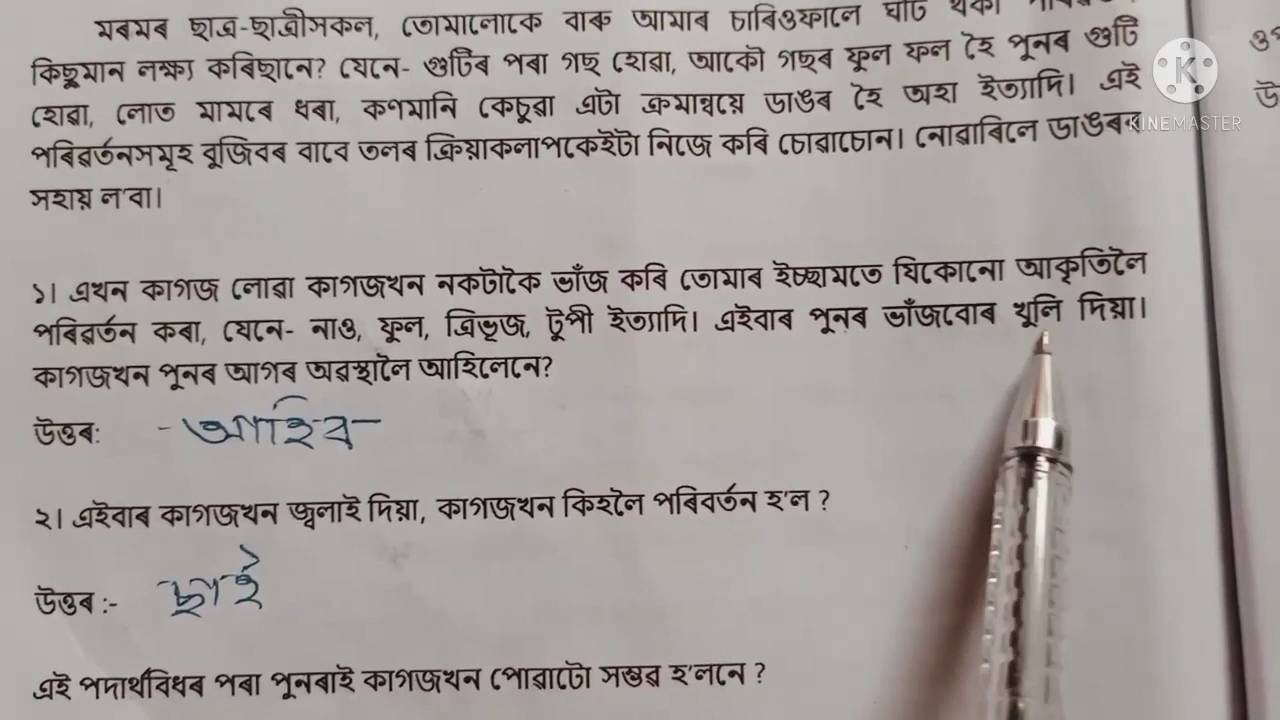 মৰমৰ ছাত্ৰ-ছাত্ৰীসকল, তোমালোকে বাৰু আমাৰ চাৰিওফালে ঘটি থকা
কিছুমান লক্ষ্য কৰিছানে? যেনে- গুটিৰ পৰা গছ হোৱা, আকৌ গছৰ ফুল ফল হৈ পুনৰ গুটি
হোৱা, লোত মামৰে ধৰা, কণমানি কেচুৱা এটা ক্ৰমান্বয়ে ডাঙৰ হৈ অহা ইত্যাদি। এই
পৰিৱৰ্তনসমূহ বুজিবৰ বাবে তলৰ ক্ৰিয়াকলাপকেইটা নিজে কৰি চোৱাচোন। নোৱাৰিলে ডাঙৰৰ
সহায় ল'বা।
১। এখন কাগজ লোৱা কাগজখন নকটাকৈ ভাঁজ কৰি তোমাৰ ইচ্ছামতে যিকোনো আকৃতিলৈ
পৰিৱৰ্তন কৰা, যেনে- নাও, ফুল, ত্ৰিভূজ, টুপী ইত্যাদি। এইবাৰ পুনৰ ভাঁজবোৰ খুলি দিয়া।
কাগজখন পুনৰ আগৰ অৱস্থালৈ আহিলেনে?
উত্তৰ: - আহিব
২। এইবাৰ কাগজখন জ্বলাই দিয়া, কাগজখন কিহলৈ পৰিবৰ্তন হ'ল ?
উত্তৰ :- ছাই
এই পদাৰ্থবিধৰ পৰা পুনৰাই কাগজখন পোৱাটো সম্ভৱ হ'লনে ?
KINEMASTER